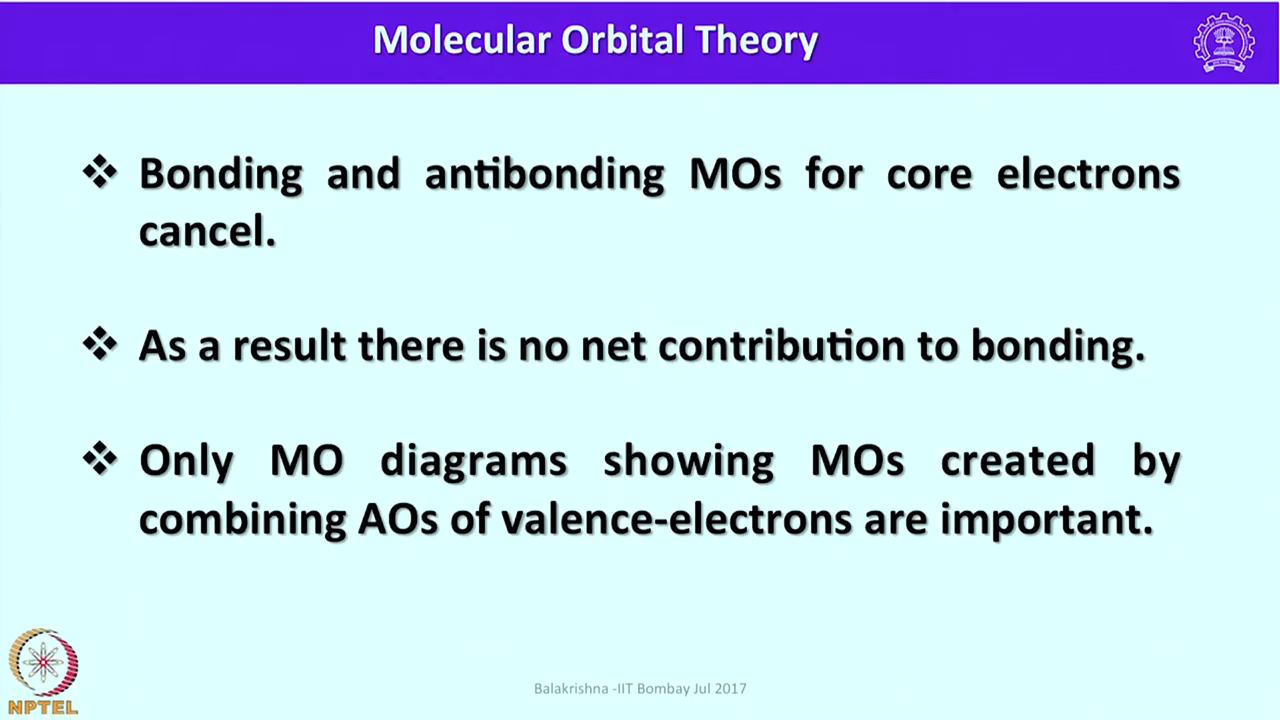 Molecular Orbital Theory
❖ Bonding and antibonding MOs for core electrons
cancel.
❖ As a result there is no net contribution to bonding.
❖ Only MO diagrams showing MOs created by
combining AOs of valence-electrons are important.
NPTEL
Balakrishna -IIT Bombay Jul 2017